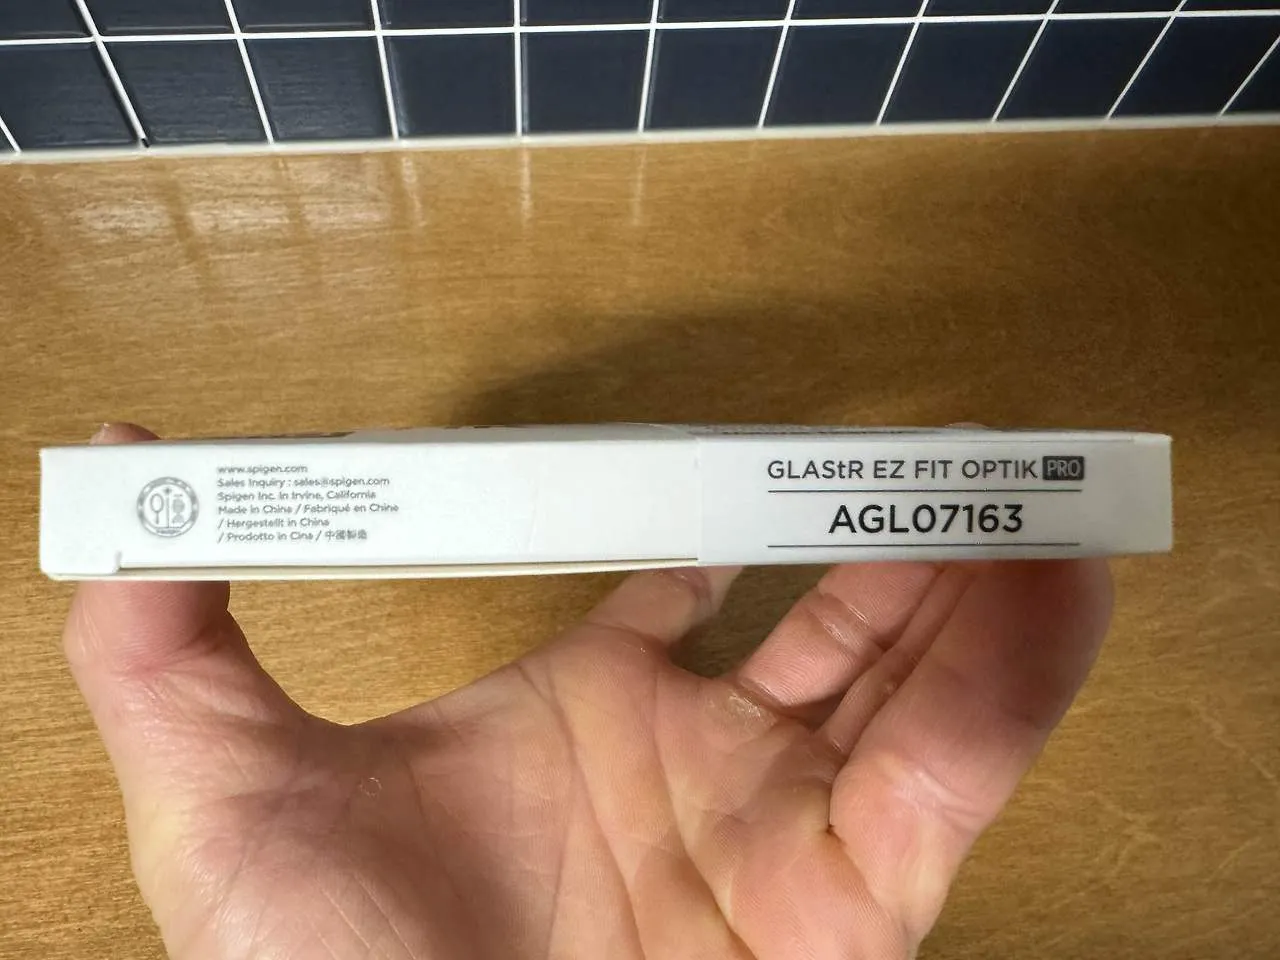 www.spigen.com
Sales Inquiry : sales@spigen.com
Spigen Inc. in Irvine, California
Made in China / Fabriqué en Chine
/ Hergestellt in China
/ Prodotto in Cina / 中國製造
GLAStR EZ FIT OPTIK PRO
AGL07163